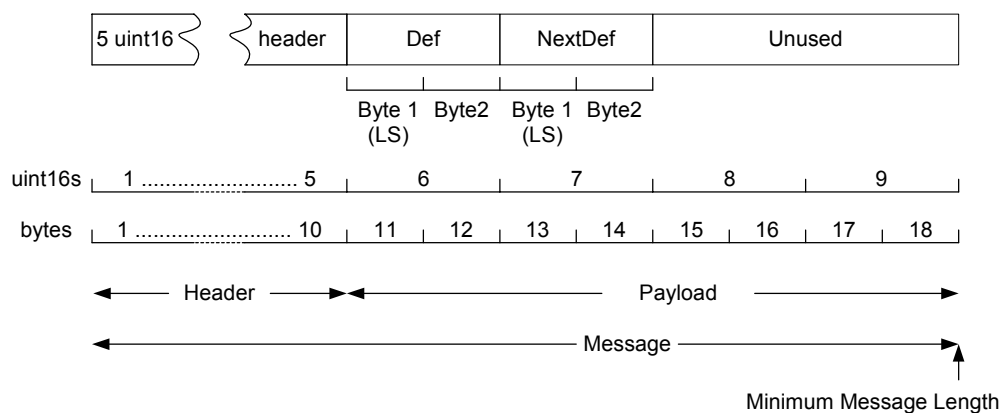 5 uint16 header Def NextDef Unused
Byte 1 Byte2 Byte 1 Byte2
(LS) (LS)
uint16s 1 .......................... 5 6 7 8 9
bytes 1 .......................... 10 11 12 13 14 15 16 17 18
Header Payload
Message
Minimum Message Length